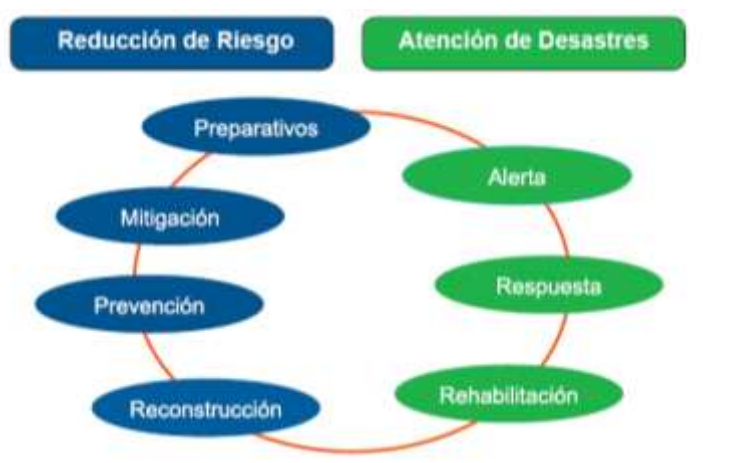 Reducción de Riesgo
Atención de Desastres
Preparativos
Alerta
Mitigación
Respuesta
Prevención
Rehabilitación
Reconstrucción